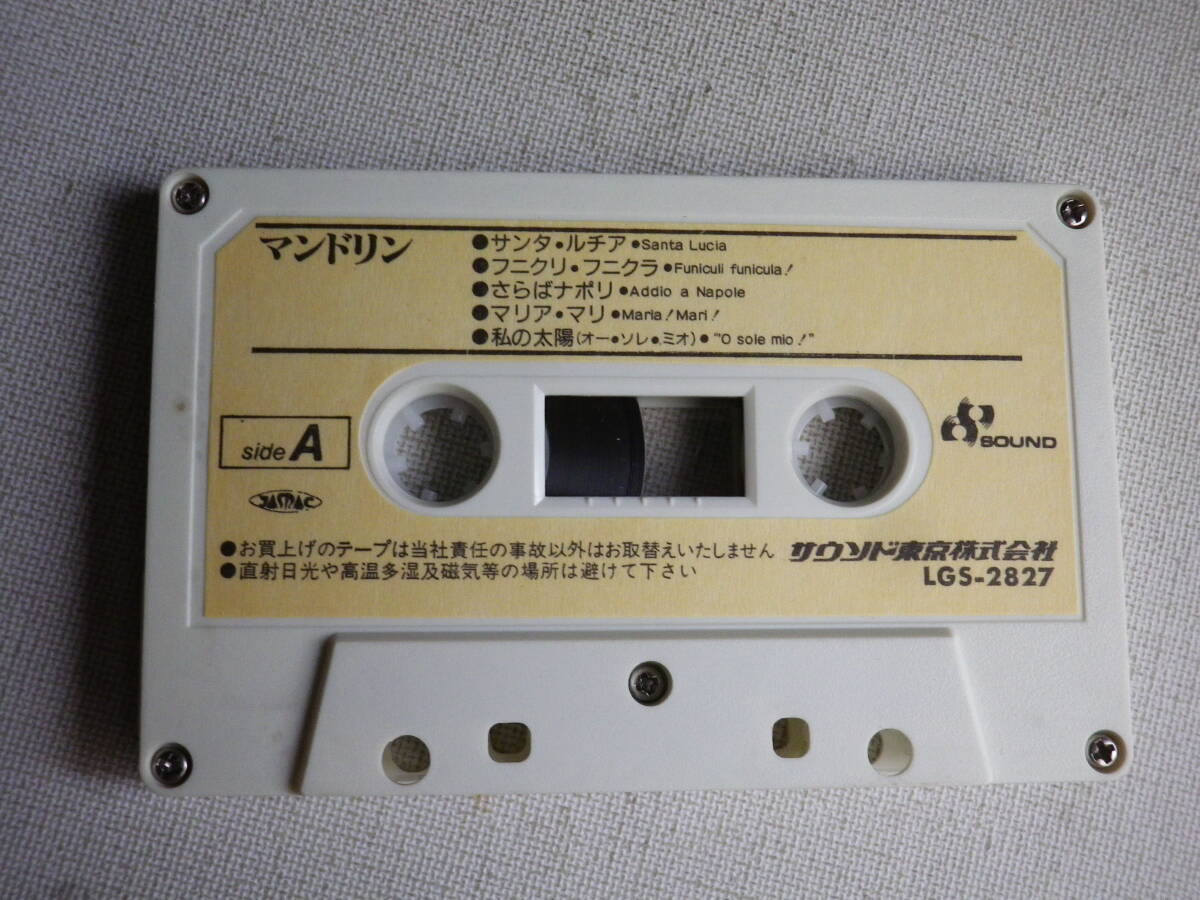 マンドリン
●サンタ・ルチア●Santa Lucia
●フニクリ・フニクラ●Funiculi funicula!
●さらばナポリ●Addio a Napole
●マリア・マリ●Maria! Mari!
●私の太陽(オー・ソレ・ミオ)●"'O sole mio!"
side A
SOUND
JASRAC
●お買上げのテープは当社責任の事故以外はお取替えいたしません
●直射日光や高温多湿及磁気等の場所は避けて下さい
サウンド東京株式会社
LGS-2827